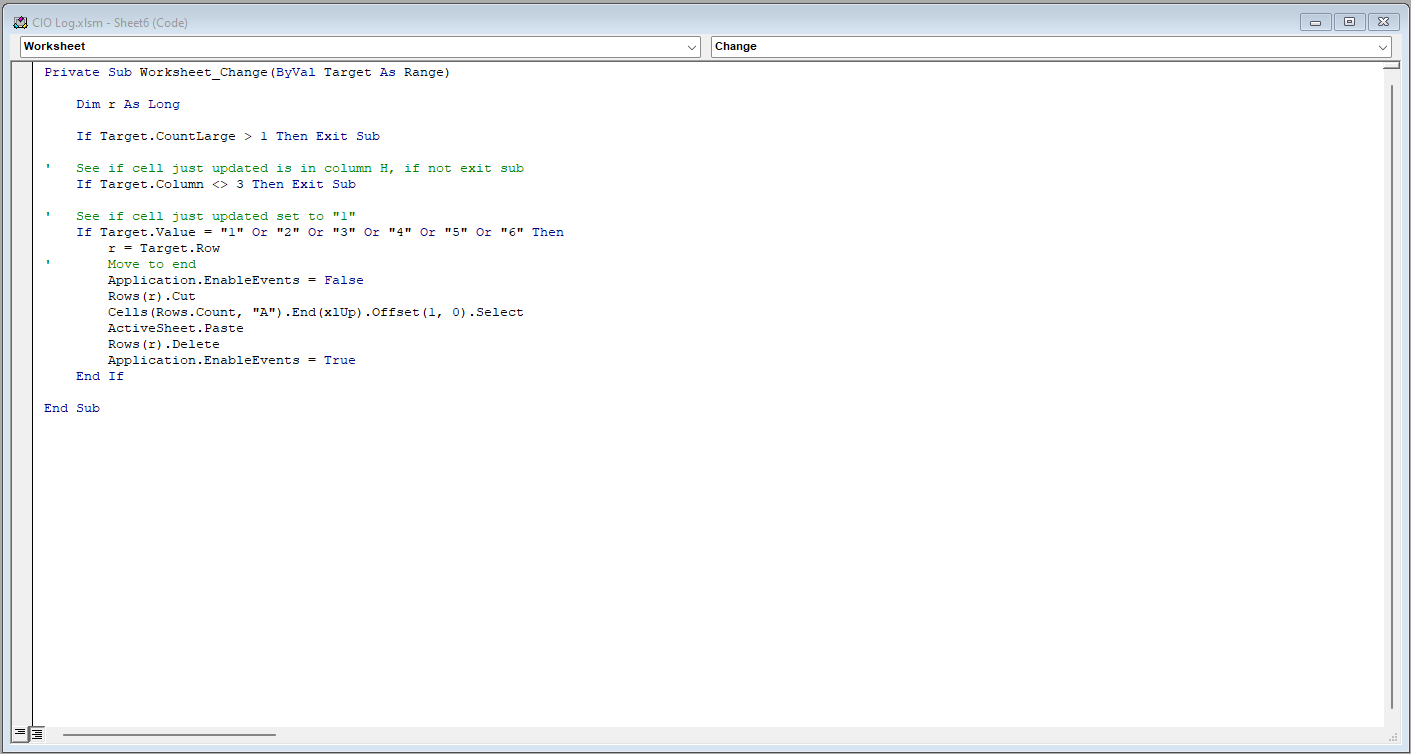 CIO Log.xlsm - Sheet6 (Code)
Worksheet
Change
Private Sub Worksheet_Change(ByVal Target As Range)
Dim r As Long
If Target.CountLarge > 1 Then Exit Sub
'   See if cell just updated is in column H, if not exit sub
If Target.Column <> 3 Then Exit Sub
'   See if cell just updated set to "1"
If Target.Value = "1" Or "2" Or "3" Or "4" Or "5" Or "6" Then
r = Target.Row
'       Move to end
Application.EnableEvents = False
Rows(r).Cut
Cells(Rows.Count, "A").End(xlUp).Offset(1, 0).Select
ActiveSheet.Paste
Rows(r).Delete
Application.EnableEvents = True
End If
End Sub